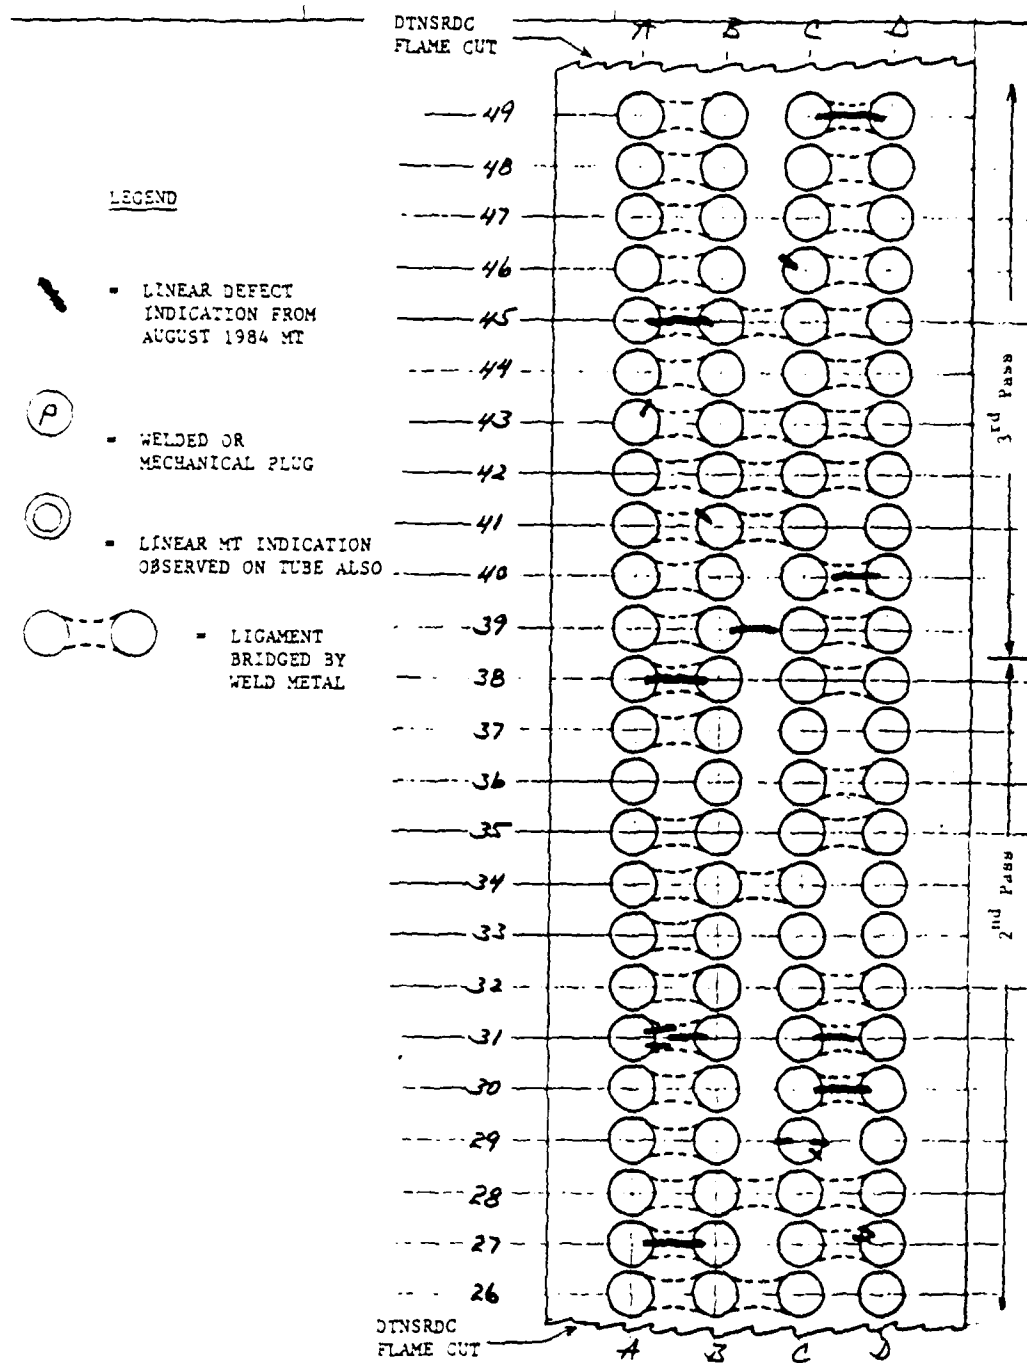 DTNSRDC
FLAME CUT
A B C D
49
48
LEGEND
47
46
= LINEAR DEFECT
INDICATION FROM
AUGUST 1984 MT
45
44
3rd Pass
P
43
= WELDED OR
MECHANICAL PLUG
42
41
= LINEAR MT INDICATION
OBSERVED ON TUBE ALSO
40
39
= LIGAMENT
BRIDGED BY
WELD METAL
38
37
36
35
34
2nd Pass
33
32
31
30
29
28
27
26
DTNSRDC
FLAME CUT
A B C D